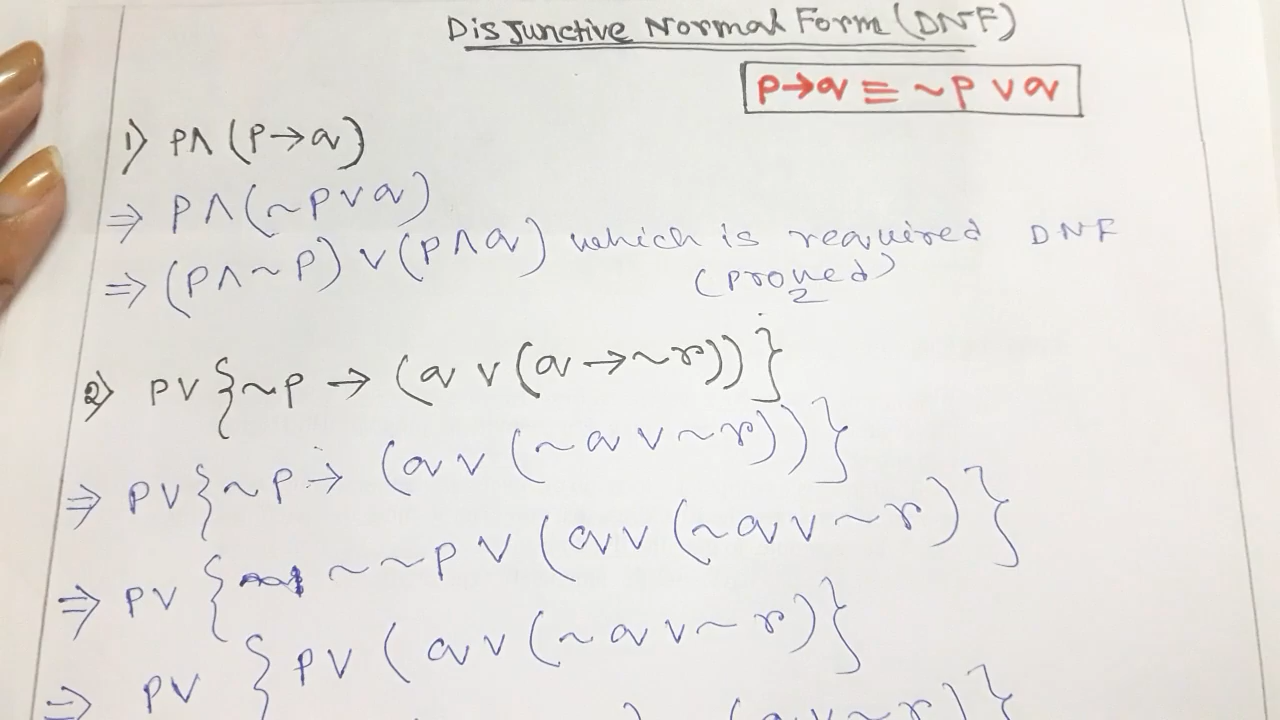 Disjunctive Normal Form (DNF)
P→q ≡ ~P ∨ q
1) P∧(P→q)
⇒ P∧(~P∨q)
⇒ (P∧~P)∨(P∧q) which is required DNF
(proved)
2) P∨{~P → (q ∨ (q→~r))}
⇒ P∨{~P → (q∨(~q∨~r))}
⇒ P∨{ ~~P∨(q∨(~q∨~r)}
⇒ P∨ {P∨(q∨(~q∨~r)}
(q∨~r)}